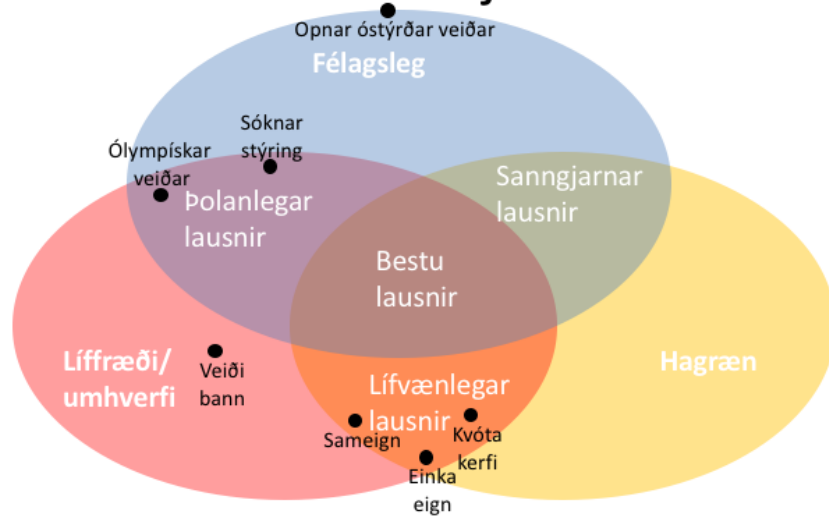 Opnar óstýrðar veiðar
Félagsleg
Sóknar
stýring
Ólympískar
veiðar
Sanngjarnar
lausnir
Þolanlegar
lausnir
Bestu
lausnir
Líffræði/
umhverfi
Veiði
bann
Hagræn
Lífvænlegar
lausnir
Sameign
Kvóta
kerfi
Einka
eign